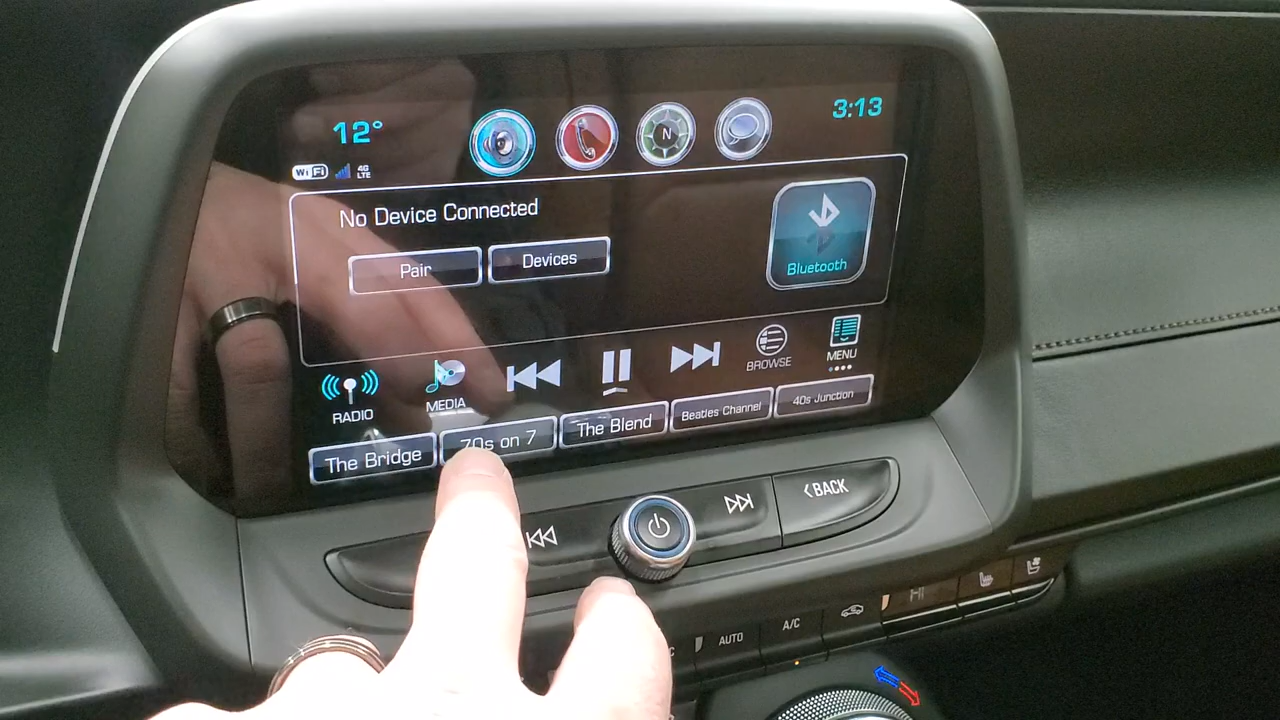 12°
3:13
N
WiFi
4G
LTE
No Device Connected
Pair
Devices
Bluetooth
RADIO
MEDIA
BROWSE
MENU
The Bridge
70s on 7
The Blend
Beatles Channel
40s Junction
BACK
AUTO
A/C